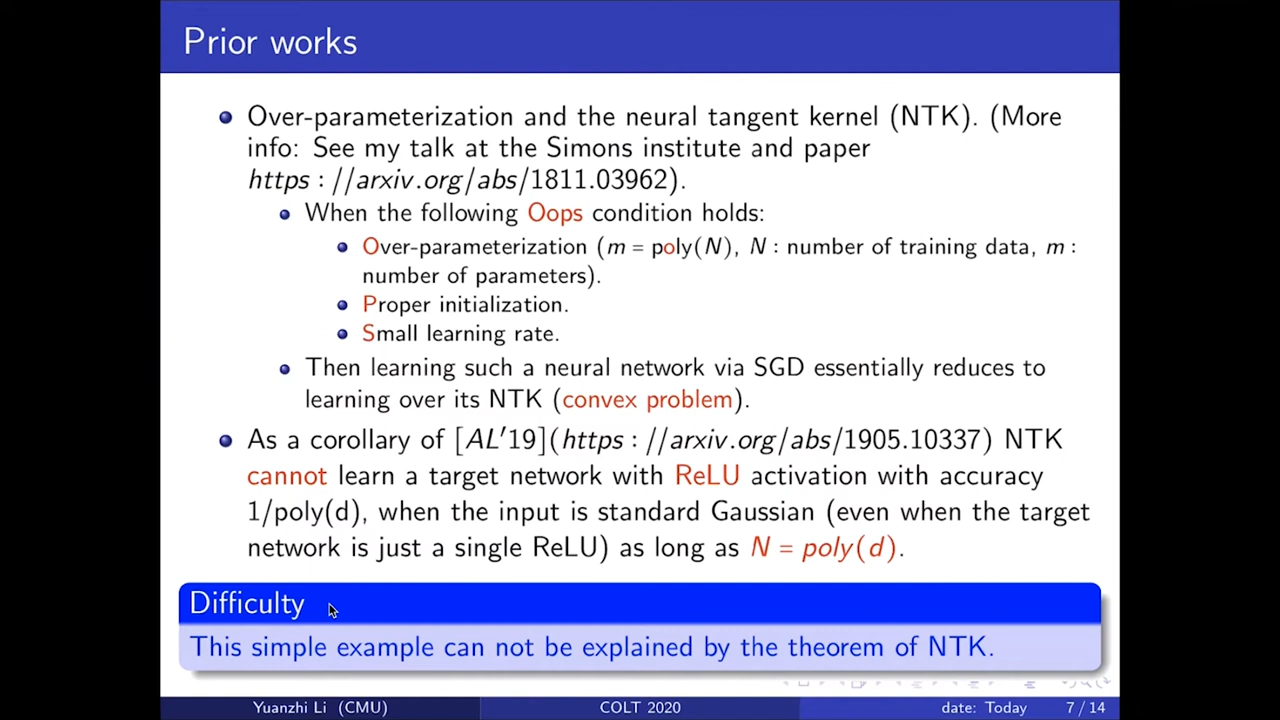 Prior works
Over-parameterization and the neural tangent kernel (NTK). (More
info: See my talk at the Simons institute and paper
https : //arxiv.org/abs/1811.03962).
When the following Oops condition holds:
Over-parameterization (m = poly(N), N : number of training data, m :
number of parameters).
Proper initialization.
Small learning rate.
Then learning such a neural network via SGD essentially reduces to
learning over its NTK (convex problem).
As a corollary of [AL′19](https : //arxiv.org/abs/1905.10337) NTK
cannot learn a target network with ReLU activation with accuracy
1/poly(d), when the input is standard Gaussian (even when the target
network is just a single ReLU) as long as N = poly(d).
Difficulty
This simple example can not be explained by the theorem of NTK.
Yuanzhi Li (CMU) COLT 2020 date: Today 7 / 14